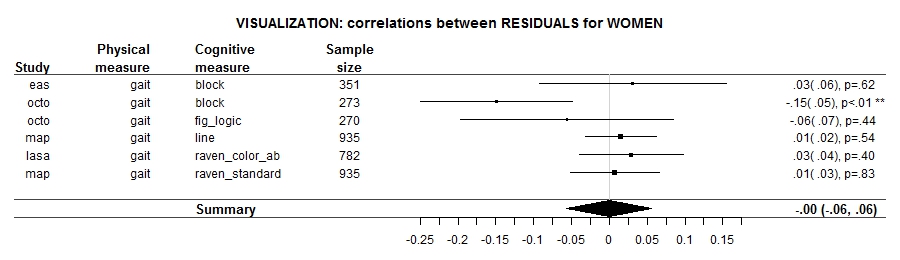 VISUALIZATION: correlations between RESIDUALS for WOMEN
Physical Cognitive Sample
Study measure measure size
eas gait block 351 .03( .06), p=.62
octo gait block 273 -.15( .05), p<.01 **
octo gait fig_logic 270 -.06( .07), p=.44
map gait line 935 .01( .02), p=.54
lasa gait raven_color_ab 782 .03( .04), p=.40
map gait raven_standard 935 .01( .03), p=.83
Summary -.00 (-.06, .06)
-0.25 -0.2 -0.15 -0.1 -0.05 0 0.05 0.1 0.15